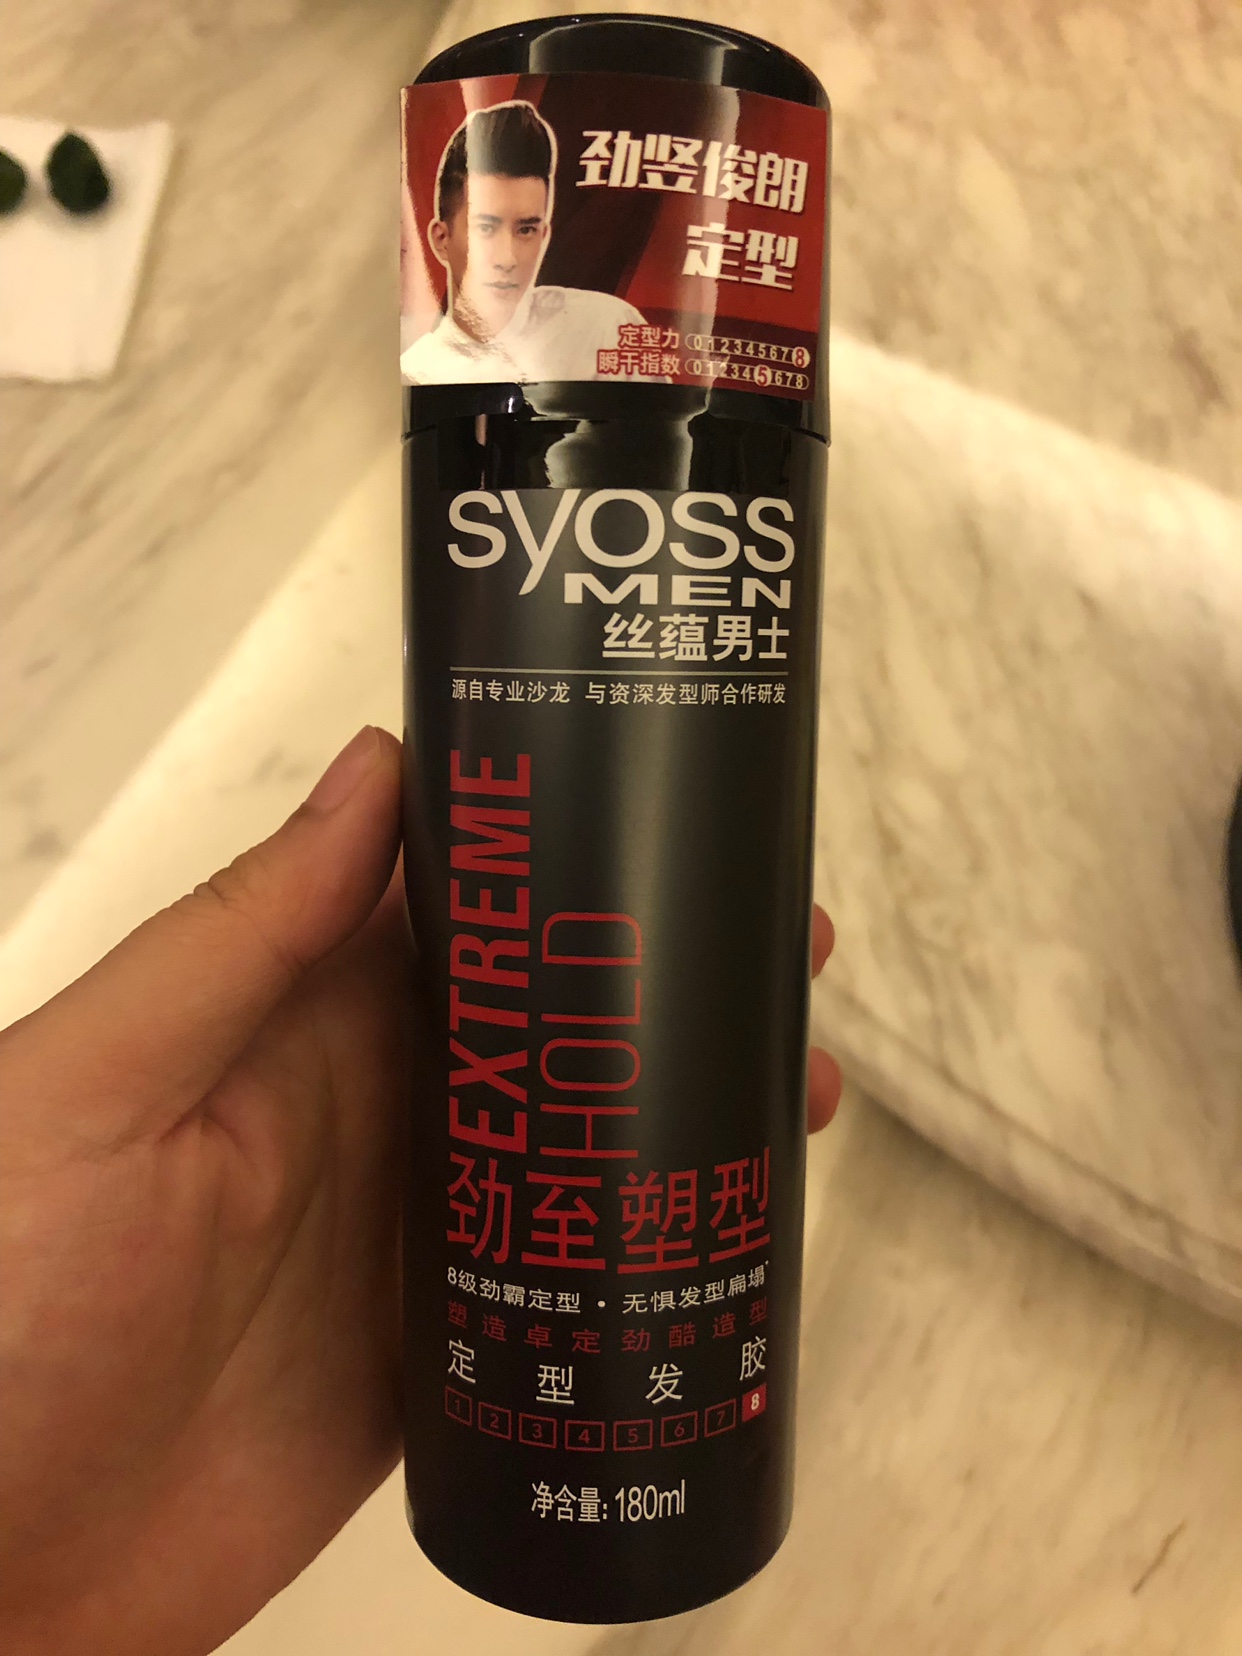 劲竖俊朗
定型
定型力 012345678
瞬干指数 012345678
syoss
MEN
丝蕴男士
源自专业沙龙 与资深发型师合作研发
EXTREME
HOLD
劲至塑型
8级劲霸定型 · 无惧发型扁塌*
塑造卓定劲酷造型
定型发胶
1 2 3 4 5 6 7 8
净含量: 180ml